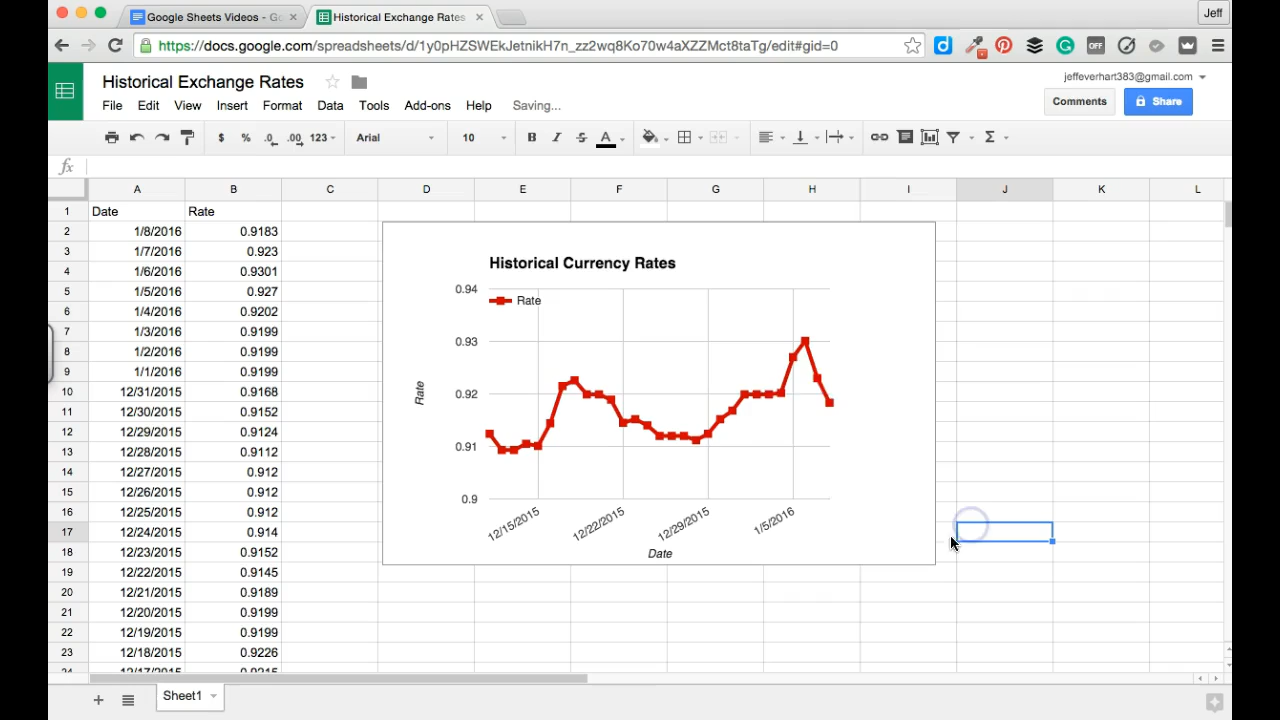 Google Sheets Videos - Go
Historical Exchange Rates
Jeff
https://docs.google.com/spreadsheets/d/1y0pHZSWEkJetnikH7n_zz2wq8Ko70w4aXZZMct8taTg/edit#gid=0
OFF
Historical Exchange Rates
jeffeverhart383@gmail.com
File Edit View Insert Format Data Tools Add-ons Help Saving...
Comments
Share
$ % .0 .00 123 Arial 10 B I S A Σ
fx
A B C D E F G H I J K L
1 Date Rate
2 1/8/2016 0.9183
3 1/7/2016 0.923
4 1/6/2016 0.9301
5 1/5/2016 0.927
6 1/4/2016 0.9202
7 1/3/2016 0.9199
8 1/2/2016 0.9199
9 1/1/2016 0.9199
10 12/31/2015 0.9168
11 12/30/2015 0.9152
12 12/29/2015 0.9124
13 12/28/2015 0.9112
14 12/27/2015 0.912
15 12/26/2015 0.912
16 12/25/2015 0.912
17 12/24/2015 0.914
18 12/23/2015 0.9152
19 12/22/2015 0.9145
20 12/21/2015 0.9189
21 12/20/2015 0.9199
22 12/19/2015 0.9199
23 12/18/2015 0.9226
24 12/17/2015 0.9215
Historical Currency Rates
Rate
0.94
0.93
0.92
0.91
0.9
Rate
12/15/2015 12/22/2015 12/29/2015 1/5/2016
Date
Sheet1